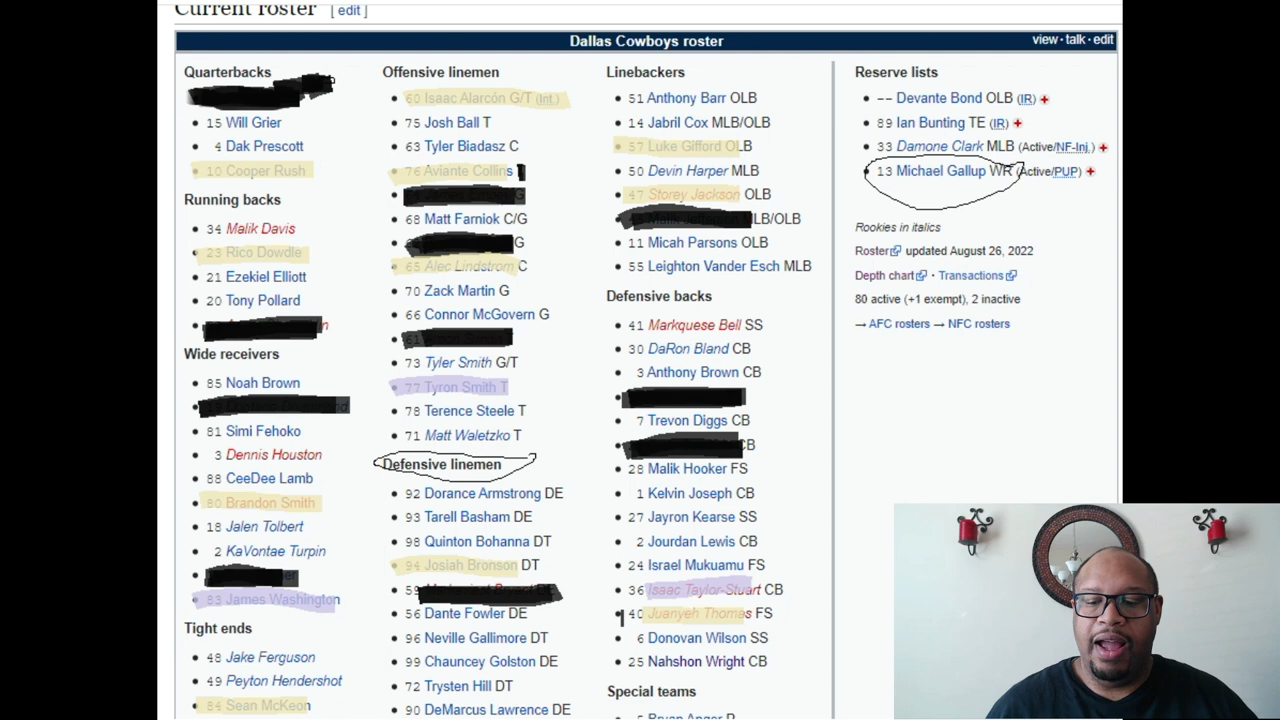 Current roster [ edit ]
Dallas Cowboys roster
view · talk · edit
Quarterbacks
15 Will Grier
4 Dak Prescott
10 Cooper Rush
Running backs
34 Malik Davis
23 Rico Dowdle
21 Ezekiel Elliott
20 Tony Pollard
Wide receivers
85 Noah Brown
81 Simi Fehoko
3 Dennis Houston
88 CeeDee Lamb
80 Brandon Smith
18 Jalen Tolbert
2 KaVontae Turpin
83 James Washington
Tight ends
48 Jake Ferguson
49 Peyton Hendershot
84 Sean McKeon
Offensive linemen
60 Isaac Alarcón G/T (Int.)
75 Josh Ball T
63 Tyler Biadasz C
76 Aviante Collins
G
68 Matt Farniok C/G
G
65 Alec Lindstrom C
70 Zack Martin G
66 Connor McGovern G
61
73 Tyler Smith G/T
77 Tyron Smith T
78 Terence Steele T
71 Matt Waletzko T
Defensive linemen
92 Dorance Armstrong DE
93 Tarell Basham DE
98 Quinton Bohanna DT
94 Josiah Bronson DT
59
56 Dante Fowler DE
96 Neville Gallimore DT
99 Chauncey Golston DE
72 Trysten Hill DT
90 DeMarcus Lawrence DE
Linebackers
51 Anthony Barr OLB
14 Jabril Cox MLB/OLB
57 Luke Gifford OLB
50 Devin Harper MLB
47 Storey Jackson OLB
MLB/OLB
11 Micah Parsons OLB
55 Leighton Vander Esch MLB
Defensive backs
41 Markquese Bell SS
30 DaRon Bland CB
3 Anthony Brown CB
7 Trevon Diggs CB
CB
28 Malik Hooker FS
1 Kelvin Joseph CB
27 Jayron Kearse SS
2 Jourdan Lewis CB
24 Israel Mukuamu FS
36 Isaac Taylor-Stuart CB
40 Juanyeh Thomas FS
6 Donovan Wilson SS
25 Nahshon Wright CB
Special teams
5 Bryan Anger P
Reserve lists
-- Devante Bond OLB (IR)
89 Ian Bunting TE (IR)
33 Damone Clark MLB (Active/NF-Inj.)
13 Michael Gallup WR (Active/PUP)
Rookies in italics
Roster updated August 26, 2022
Depth chart · Transactions
80 active (+1 exempt), 2 inactive
→ AFC rosters → NFC rosters